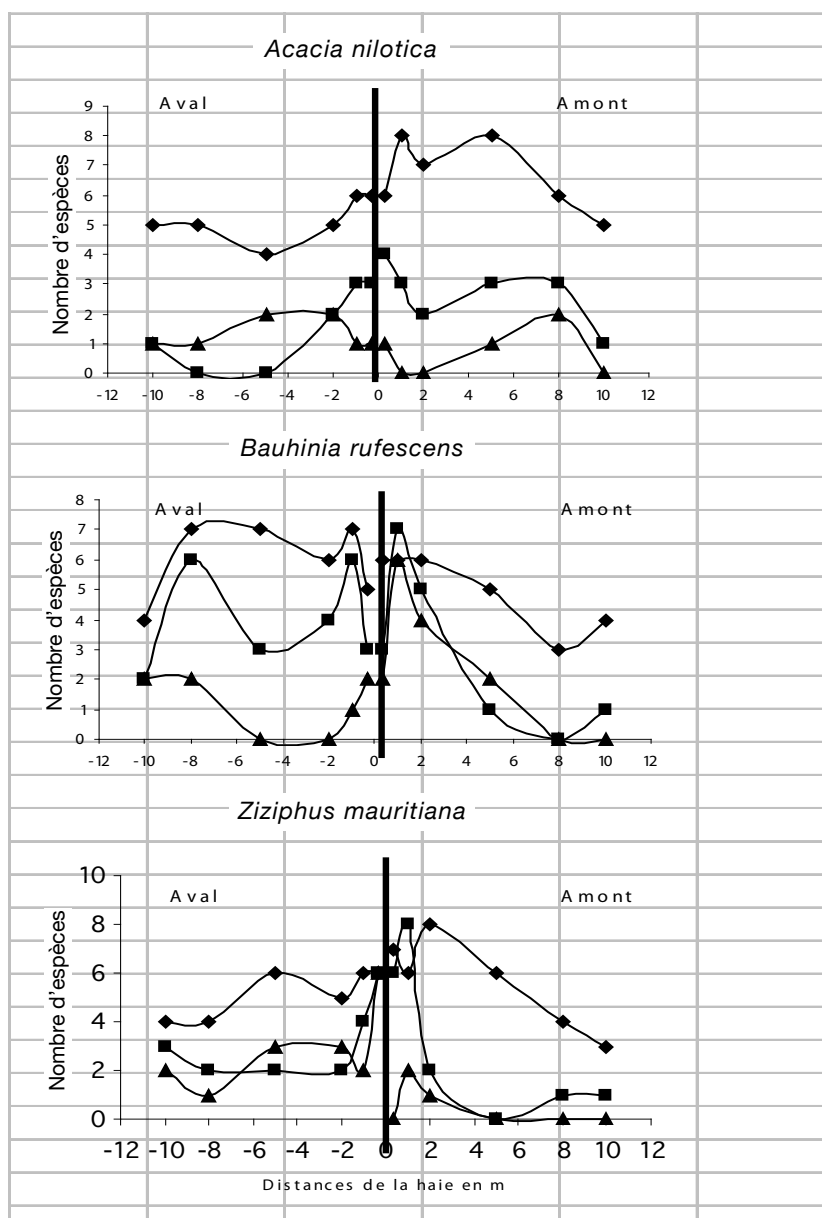 Acacia nilotica
Aval Amont
Nombre d'espèces
9
8
7
6
5
4
3
2
1
0
-12 -10 -8 -6 -4 -2 0 2 4 6 8 10 12
Bauhinia rufescens
Aval Amont
Nombre d'espèces
8
7
6
5
4
3
2
1
0
-12 -10 -8 -6 -4 -2 0 2 4 6 8 10 12
Ziziphus mauritiana
Aval Amont
Nombre d'espèces
10
8
6
4
2
0
-12 -10 -8 -6 -4 -2 0 2 4 6 8 10 12
Distances de la haie en m